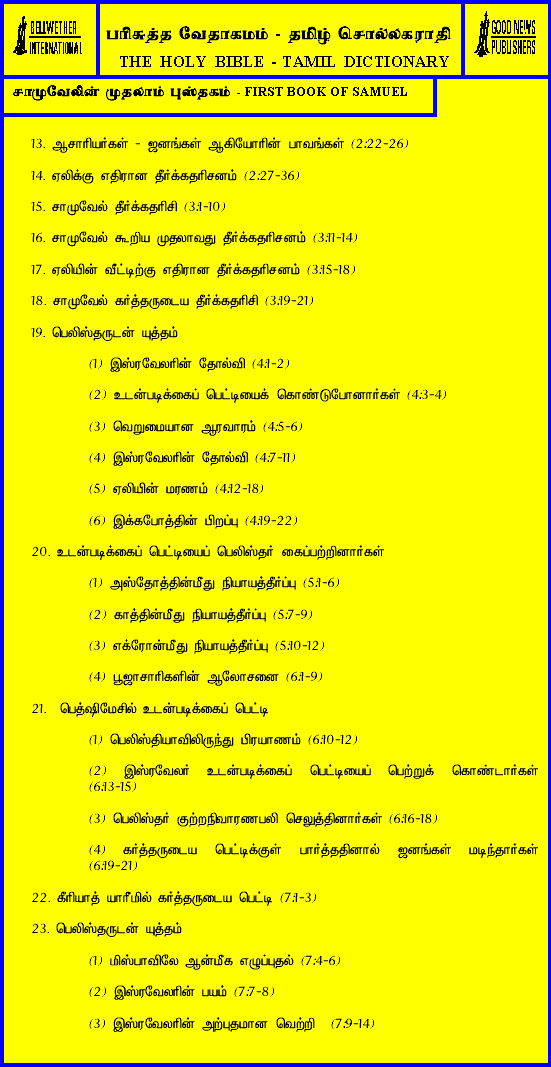 BELLWETHER
INTERNATIONAL
பரிசுத்த வேதாகமம் - தமிழ் சொல்லகராதி
THE HOLY BIBLE - TAMIL DICTIONARY
GOOD NEWS
PUBLISHERS
சாமுவேலின் முதலாம் புஸ்தகம் - FIRST BOOK OF SAMUEL
13. ஆசாரியர்கள் - ஜனங்கள் ஆகியோரின் பாவங்கள் (2:22-26)
14. ஏலிக்கு எதிரான தீர்க்கதரிசனம் (2:27-36)
15. சாமுவேல் தீர்க்கதரிசி (3:1-10)
16. சாமுவேல் கூறிய முதலாவது தீர்க்கதரிசனம் (3:11-14)
17. ஏலியின் வீட்டிற்கு எதிரான தீர்க்கதரிசனம் (3:15-18)
18. சாமுவேல் கர்த்தருடைய தீர்க்கதரிசி (3:19-21)
19. பெலிஸ்தருடன் யுத்தம்
(1) இஸ்ரவேலரின் தோல்வி (4:1-2)
(2) உடன்படிக்கைப் பெட்டியைக் கொண்டுபோனார்கள் (4:3-4)
(3) வெறுமையான ஆரவாரம் (4:5-6)
(4) இஸ்ரவேலரின் தோல்வி (4:7-11)
(5) ஏலியின் மரணம் (4:12-18)
(6) இக்கபோத்தின் பிறப்பு (4:19-22)
20. உடன்படிக்கைப் பெட்டியைப் பெலிஸ்தர் கைப்பற்றினார்கள்
(1) அஸ்தோத்தின்மீது நியாயத்தீர்ப்பு (5:1-6)
(2) காத்தின்மீது நியாயத்தீர்ப்பு (5:7-9)
(3) எக்ரோன்மீது நியாயத்தீர்ப்பு (5:10-12)
(4) பூஜாசாரிகளின் ஆலோசனை (6:1-9)
21. பெத்ஷிமேசில் உடன்படிக்கைப் பெட்டி
(1) பெலிஸ்தியாவிலிருந்து பிரயாணம் (6:10-12)
(2) இஸ்ரவேலர் உடன்படிக்கைப் பெட்டியைப் பெற்றுக் கொண்டார்கள்
(6:13-15)
(3) பெலிஸ்தர் குற்றநிவாரணபலி செலுத்தினார்கள் (6:16-18)
(4) கர்த்தருடைய பெட்டிக்குள் பார்த்ததினால் ஜனங்கள் மடிந்தார்கள்
(6:19-21)
22. கீரியாத் யாரீமில் கர்த்தருடைய பெட்டி (7:1-3)
23. பெலிஸ்தருடன் யுத்தம்
(1) மிஸ்பாவிலே ஆன்மீக எழுப்புதல் (7:4-6)
(2) இஸ்ரவேலரின் பயம் (7:7-8)
(3) இஸ்ரவேலரின் அற்புதமான வெற்றி (7:9-14)